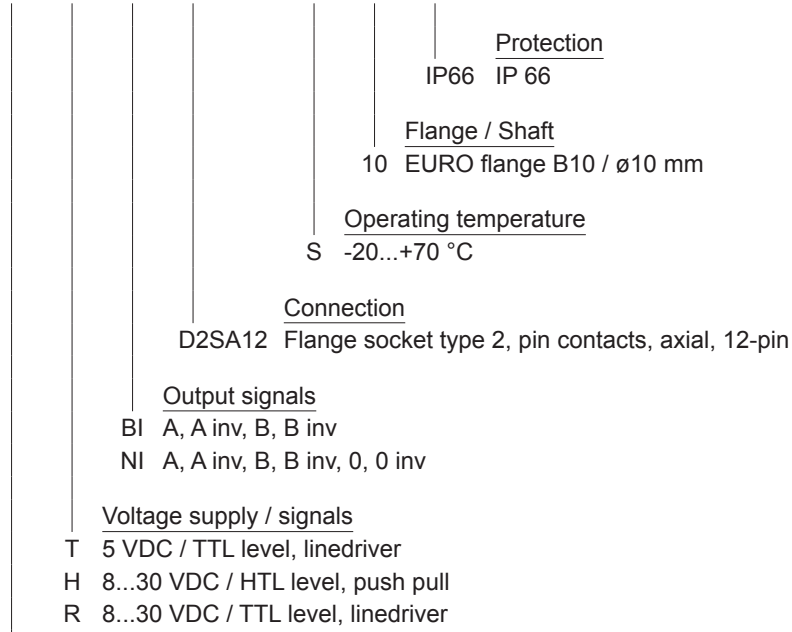 Protection
IP66 IP 66
Flange / Shaft
10 EURO flange B10 / ø10 mm
Operating temperature
S -20...+70 °C
Connection
D2SA12 Flange socket type 2, pin contacts, axial, 12-pin
Output signals
BI A, A inv, B, B inv
NI A, A inv, B, B inv, 0, 0 inv
Voltage supply / signals
T 5 VDC / TTL level, linedriver
H 8...30 VDC / HTL level, push pull
R 8...30 VDC / TTL level, linedriver